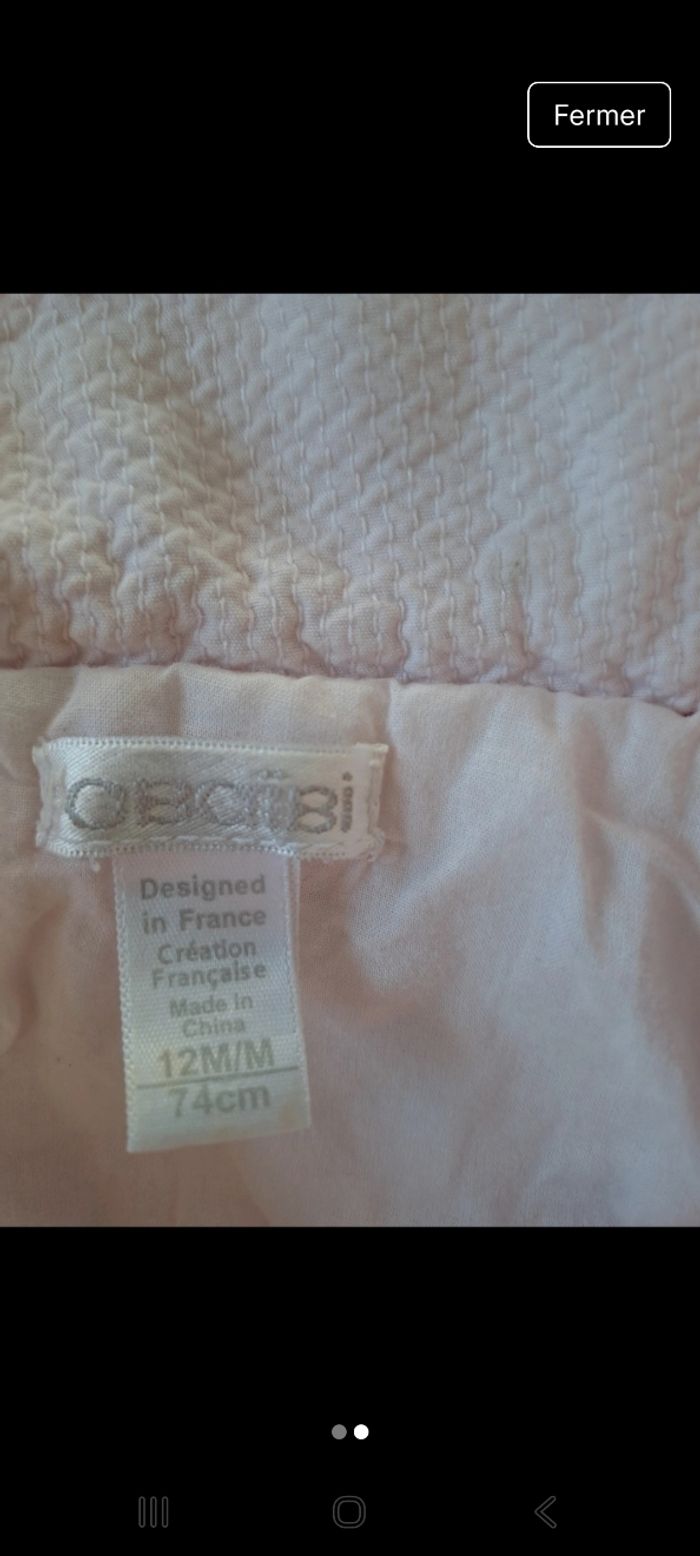 Fermer
Designed
in France
Création
Française
Made in
China
12M/M
74cm